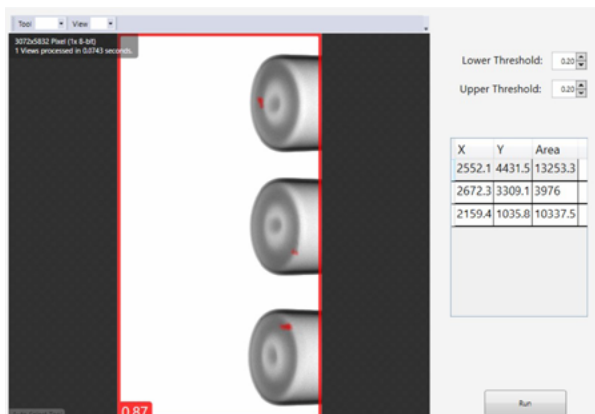 Tool View
3072x5832 Pixel (1x 8-bit)
1 Views processed in 0.0743 seconds.
Lower Threshold: 0.20
Upper Threshold: 0.20
X Y Area
2552.1 4431.5 13253.3
2672.3 3309.1 3976
2159.4 1035.8 10337.5
0.87
Run